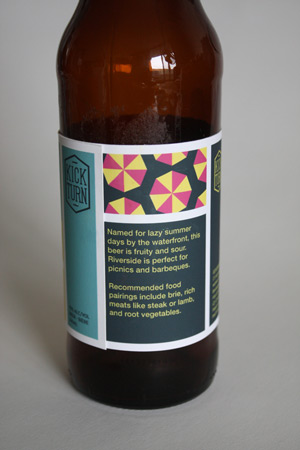 KICK
TURN
Named for lazy summer
days by the waterfront, this
beer is fruity and sour.
Riverside is perfect for
picnics and barbeques.
Recommended food
pairings include brie, rich
meats like steak or lamb,
and root vegetables.